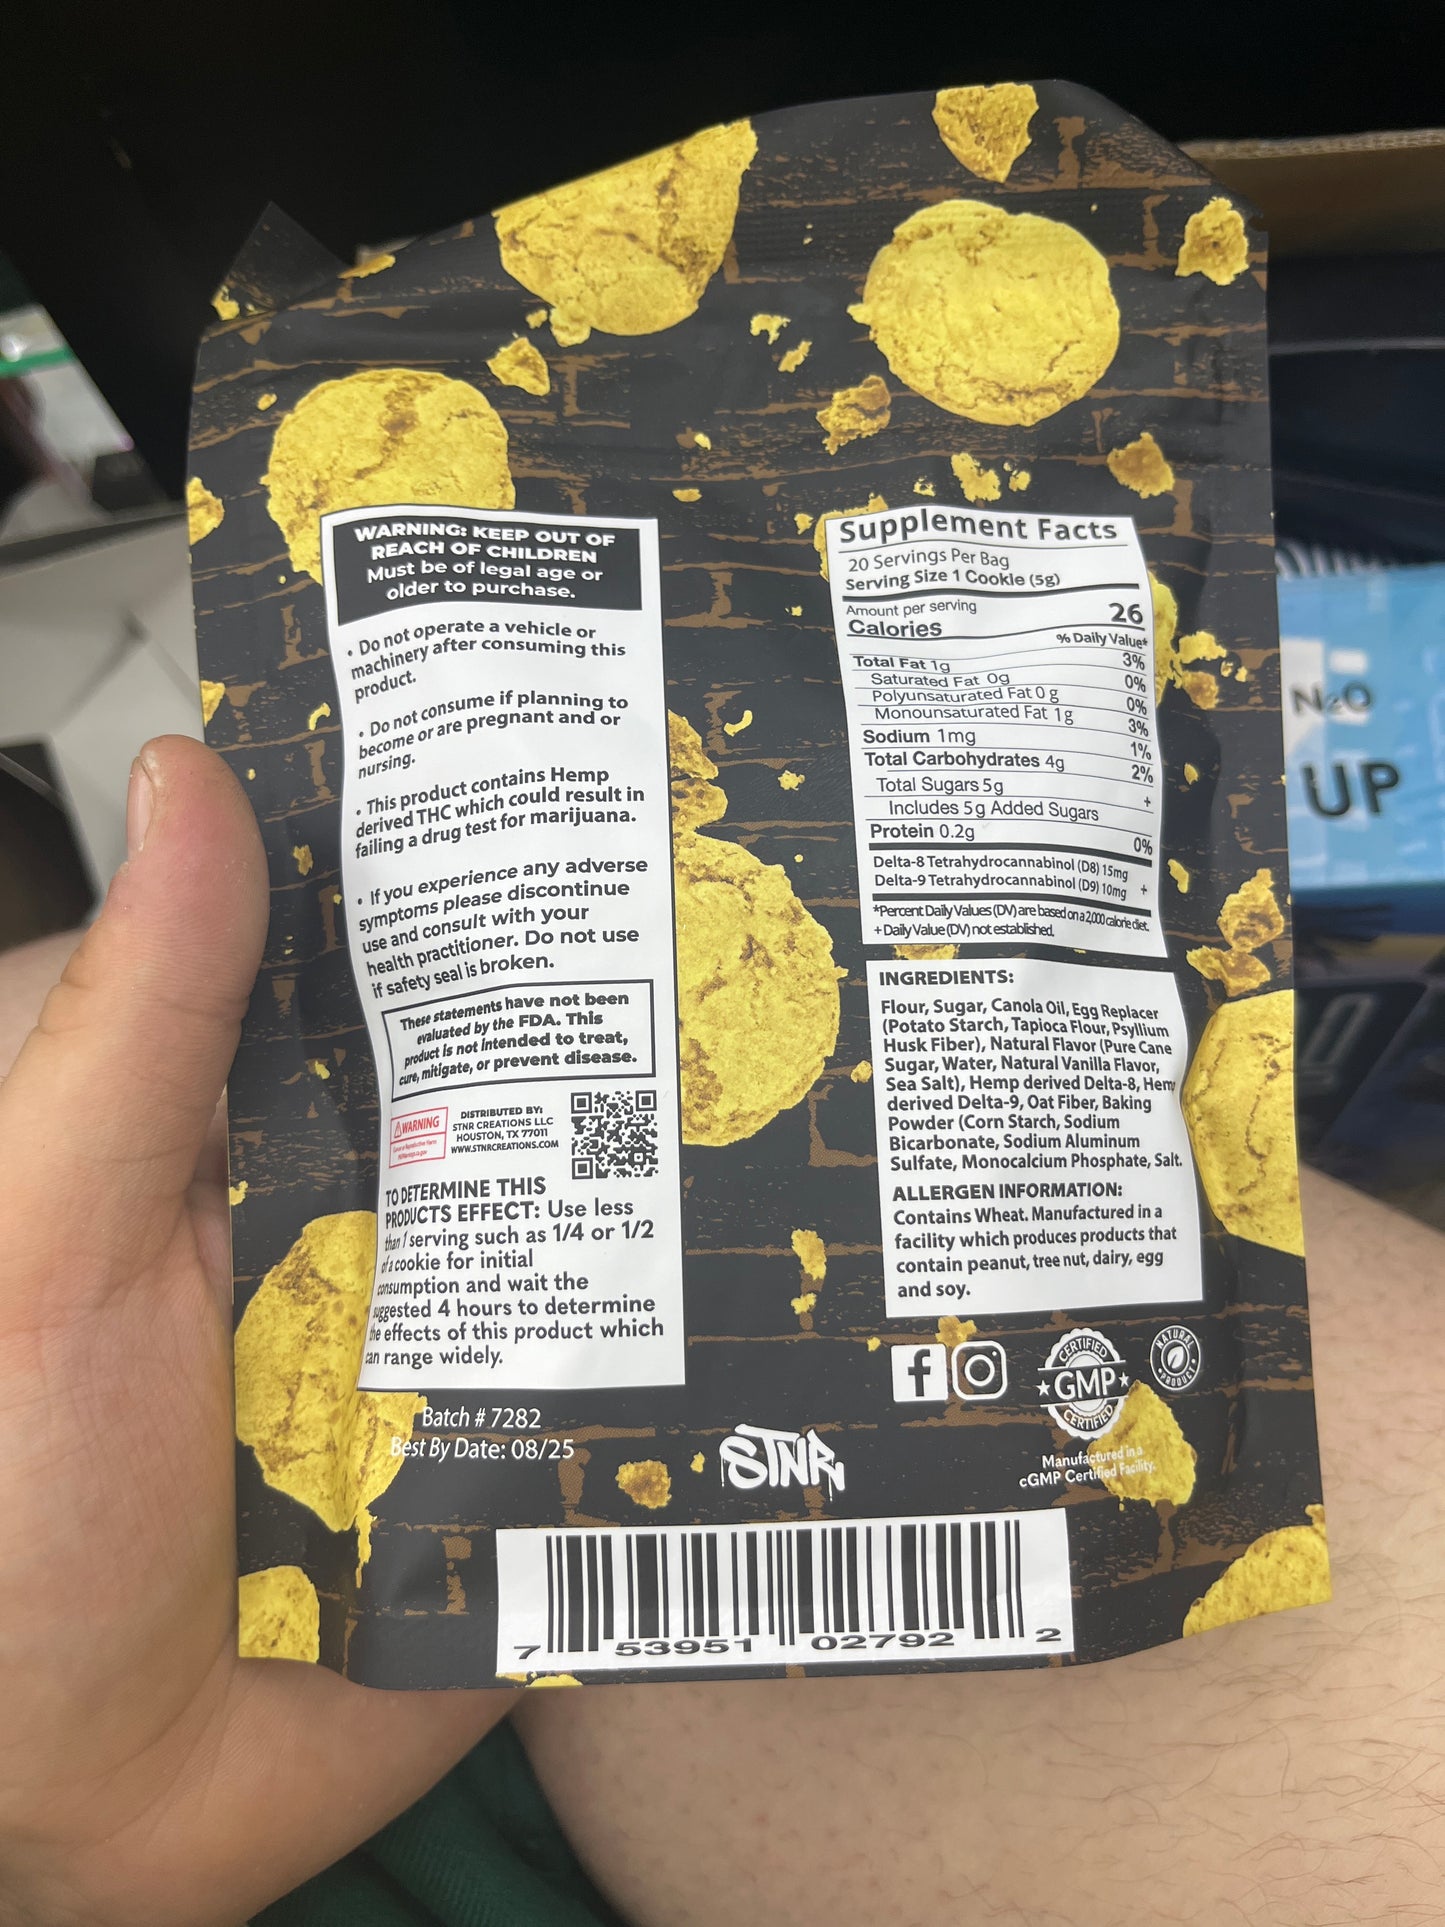 WARNING: KEEP OUT OF
REACH OF CHILDREN
Must be of legal age or
older to purchase.
• Do not operate a vehicle or
machinery after consuming this
product.
• Do not consume if planning to
become or are pregnant and or
nursing.
• This product contains Hemp
derived THC which could result in
failing a drug test for marijuana.
• If you experience any adverse
symptoms please discontinue
use and consult with your
health practitioner. Do not use
if safety seal is broken.
These statements have not been
evaluated by the FDA. This
product is not intended to treat,
cure, mitigate, or prevent disease.
WARNING
DISTRIBUTED BY:
STNR CREATIONS LLC
HOUSTON, TX 77011
WWW.STNRCREATIONS.COM
TO DETERMINE THIS
PRODUCTS EFFECT: Use less
than 1 serving such as 1/4 or 1/2
of a cookie for initial
consumption and wait the
suggested 4 hours to determine
the effects of this product which
can range widely.
Batch # 7282
Best By Date: 08/25
Supplement Facts
20 Servings Per Bag
Serving Size 1 Cookie (5g)
Amount per serving
Calories 26
% Daily Value*
Total Fat 1g 3%
Saturated Fat 0g 0%
Polyunsaturated Fat 0 g 0%
Monounsaturated Fat 1g 3%
Sodium 1mg 1%
Total Carbohydrates 4g 2%
Total Sugars 5g +
Includes 5g Added Sugars
Protein 0.2g 0%
Delta-8 Tetrahydrocannabinol (D8) 15mg
Delta-9 Tetrahydrocannabinol (D9) 10mg +
*Percent Daily Values (DV) are based on a 2,000 calorie diet.
+ Daily Value (DV) not established.
INGREDIENTS:
Flour, Sugar, Canola Oil, Egg Replacer
(Potato Starch, Tapioca Flour, Psyllium
Husk Fiber), Natural Flavor (Pure Cane
Sugar, Water, Natural Vanilla Flavor,
Sea Salt), Hemp derived Delta-8, Hemp
derived Delta-9, Oat Fiber, Baking
Powder (Corn Starch, Sodium
Bicarbonate, Sodium Aluminum
Sulfate, Monocalcium Phosphate, Salt.
ALLERGEN INFORMATION:
Contains Wheat. Manufactured in a
facility which produces products that
contain peanut, tree nut, dairy, egg
and soy.
CERTIFIED
GMP
CERTIFIED
NATURAL
PRODUCT
Manufactured in a
cGMP Certified Facility.
STNR
7 53951 02792 2
N2O
UP